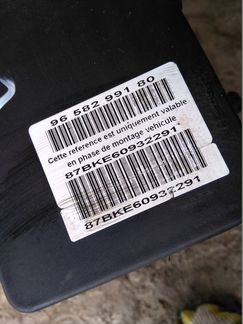 96 582 991 80
Cette reference est uniquement valable
en phase de montage vehicule
87BKE60932291
87BKE60932291